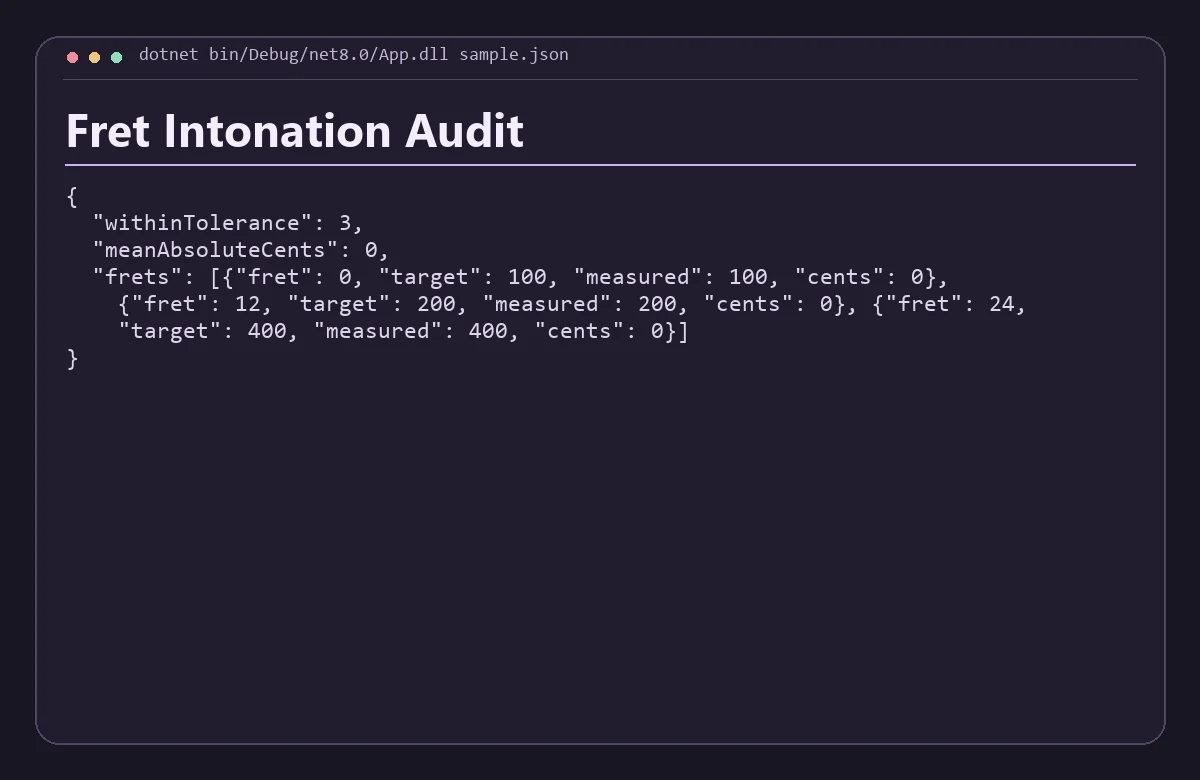 dotnet bin/Debug/net8.0/App.dll sample.json
Fret Intonation Audit
{
  "withinTolerance": 3,
  "meanAbsoluteCents": 0,
  "frets": [{"fret": 0, "target": 100, "measured": 100, "cents": 0},
    {"fret": 12, "target": 200, "measured": 200, "cents": 0}, {"fret": 24,
    "target": 400, "measured": 400, "cents": 0}]
}